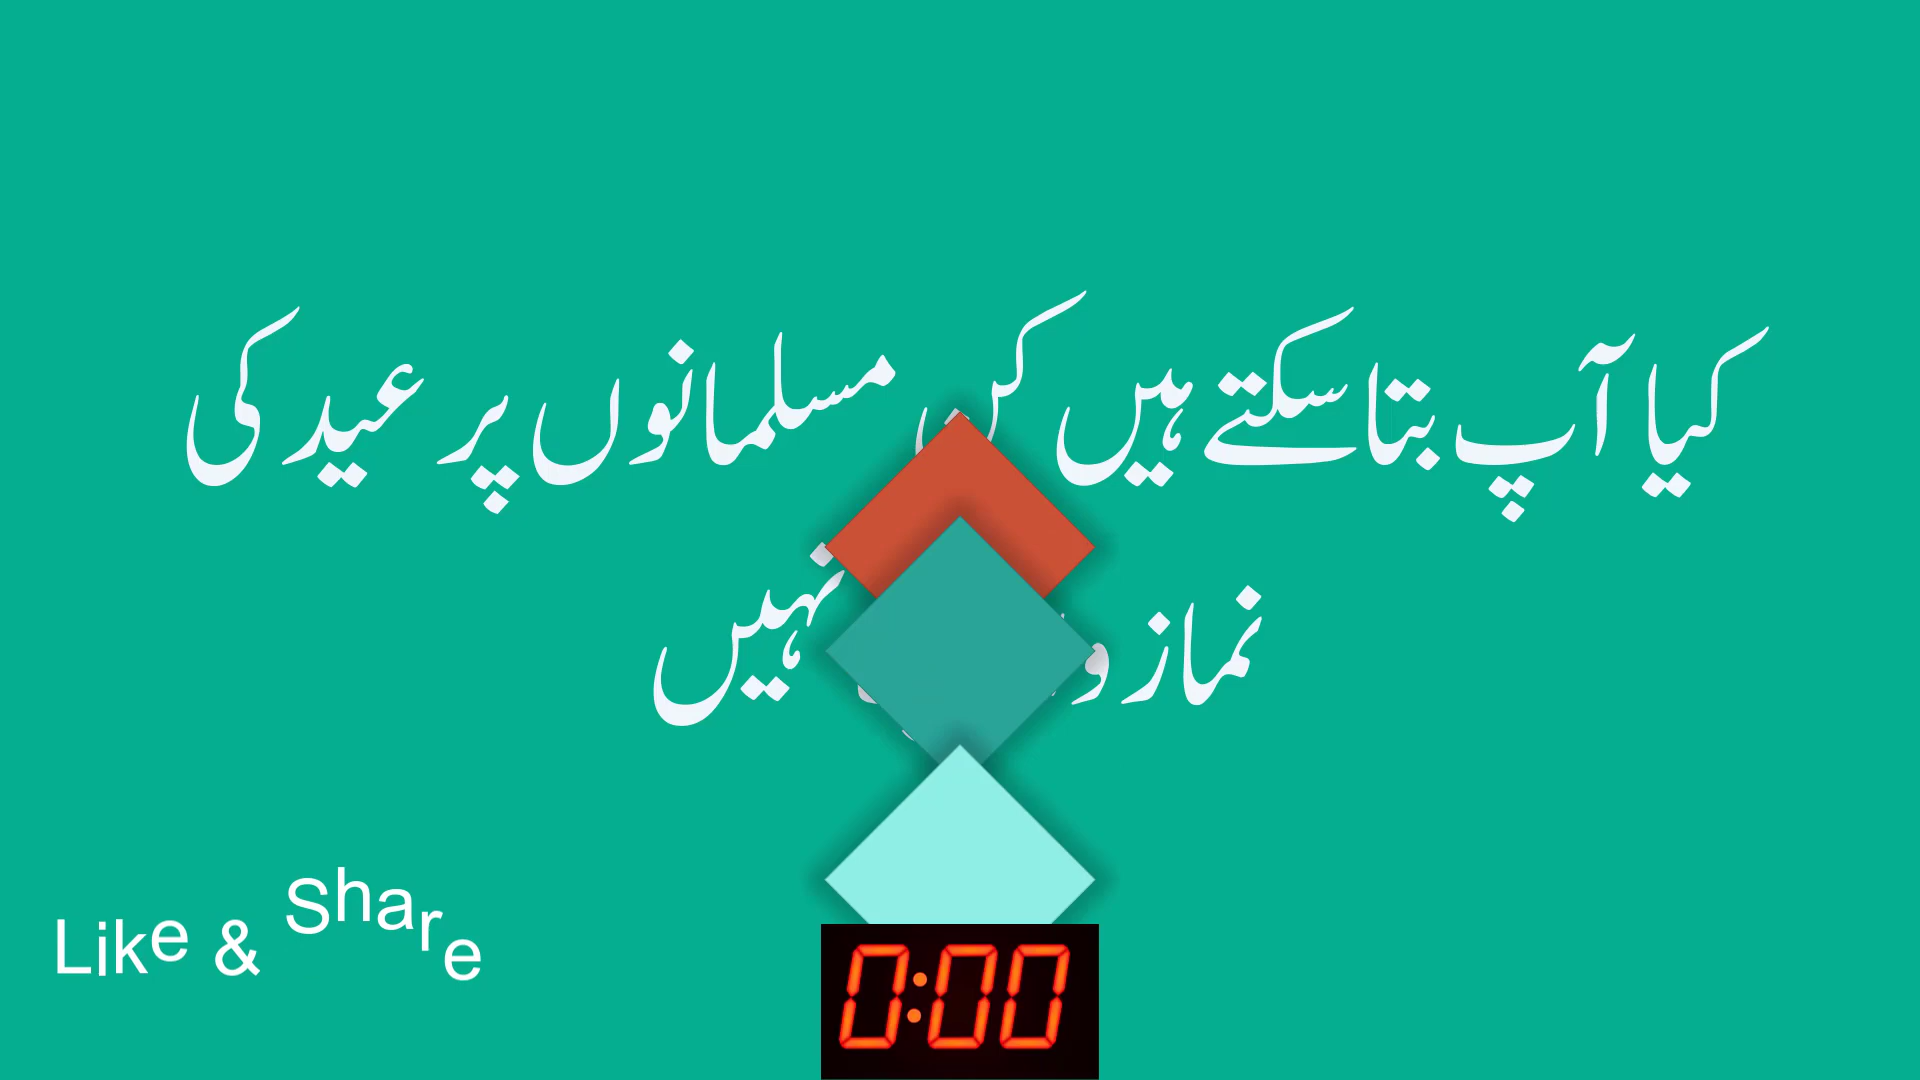 کیا آپ بتا سکتے ہیں کن مسلمانوں پر عید کی
نماز نہیں
Like & Share
0:00